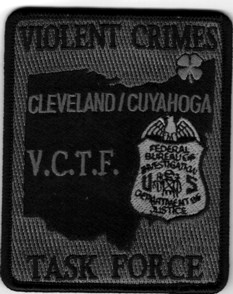 VIOLENT CRIMES
CLEVELAND/CUYAHOGA
V.C.T.F.
FEDERAL
BUREAU OF
INVESTIGATION
U S
DEPARTMENT OF
JUSTICE
TASK FORCE